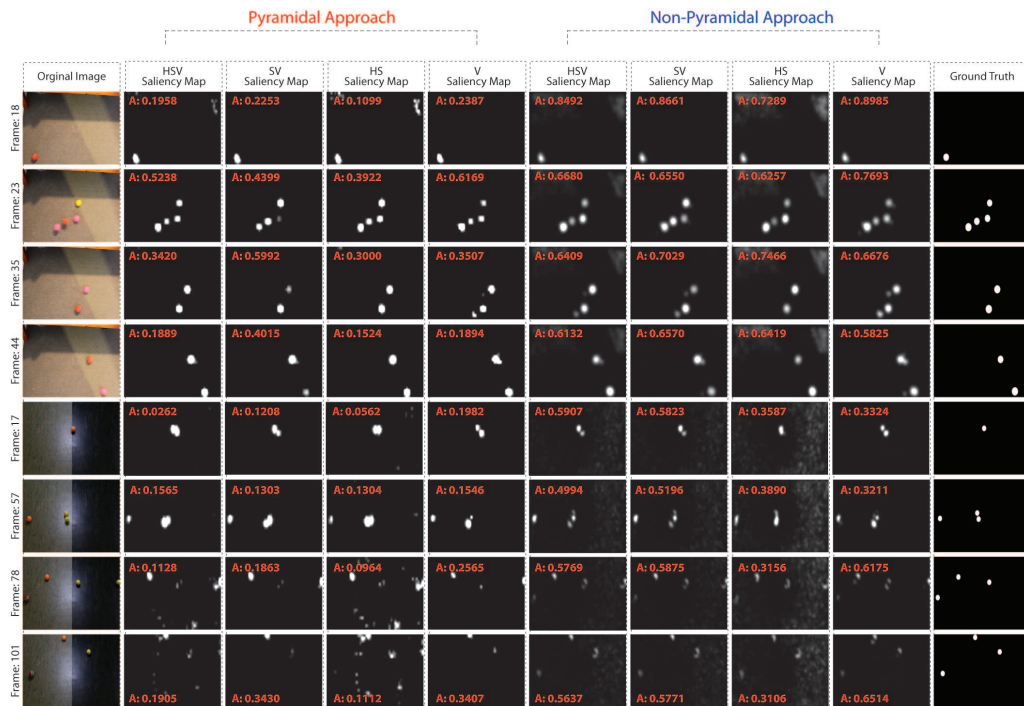 Pyramidal Approach
Non-Pyramidal Approach
Orginal Image
HSV
Saliency Map
SV
Saliency Map
HS
Saliency Map
V
Saliency Map
HSV
Saliency Map
SV
Saliency Map
HS
Saliency Map
V
Saliency Map
Ground Truth
Frame: 18
A: 0.1958
A: 0.2253
A: 0.1099
A: 0.2387
A: 0.8492
A: 0.8661
A: 0.7289
A: 0.8985
Frame: 23
A: 0.5238
A: 0.4399
A: 0.3922
A: 0.6169
A: 0.6680
A: 0.6550
A: 0.6257
A: 0.7693
Frame: 35
A: 0.3420
A: 0.5992
A: 0.3000
A: 0.3507
A: 0.6409
A: 0.7029
A: 0.7466
A: 0.6676
Frame: 44
A: 0.1889
A: 0.4015
A: 0.1524
A: 0.1894
A: 0.6132
A: 0.6570
A: 0.6419
A: 0.5825
Frame: 17
A: 0.0262
A: 0.1208
A: 0.0562
A: 0.1982
A: 0.5907
A: 0.5823
A: 0.3587
A: 0.3324
Frame: 57
A: 0.1565
A: 0.1303
A: 0.1304
A: 0.1546
A: 0.4994
A: 0.5196
A: 0.3890
A: 0.3211
Frame: 78
A: 0.1128
A: 0.1863
A: 0.0964
A: 0.2565
A: 0.5769
A: 0.5875
A: 0.3156
A: 0.6175
Frame: 101
A: 0.1905
A: 0.3430
A: 0.1112
A: 0.3407
A: 0.5637
A: 0.5771
A: 0.3106
A: 0.6514